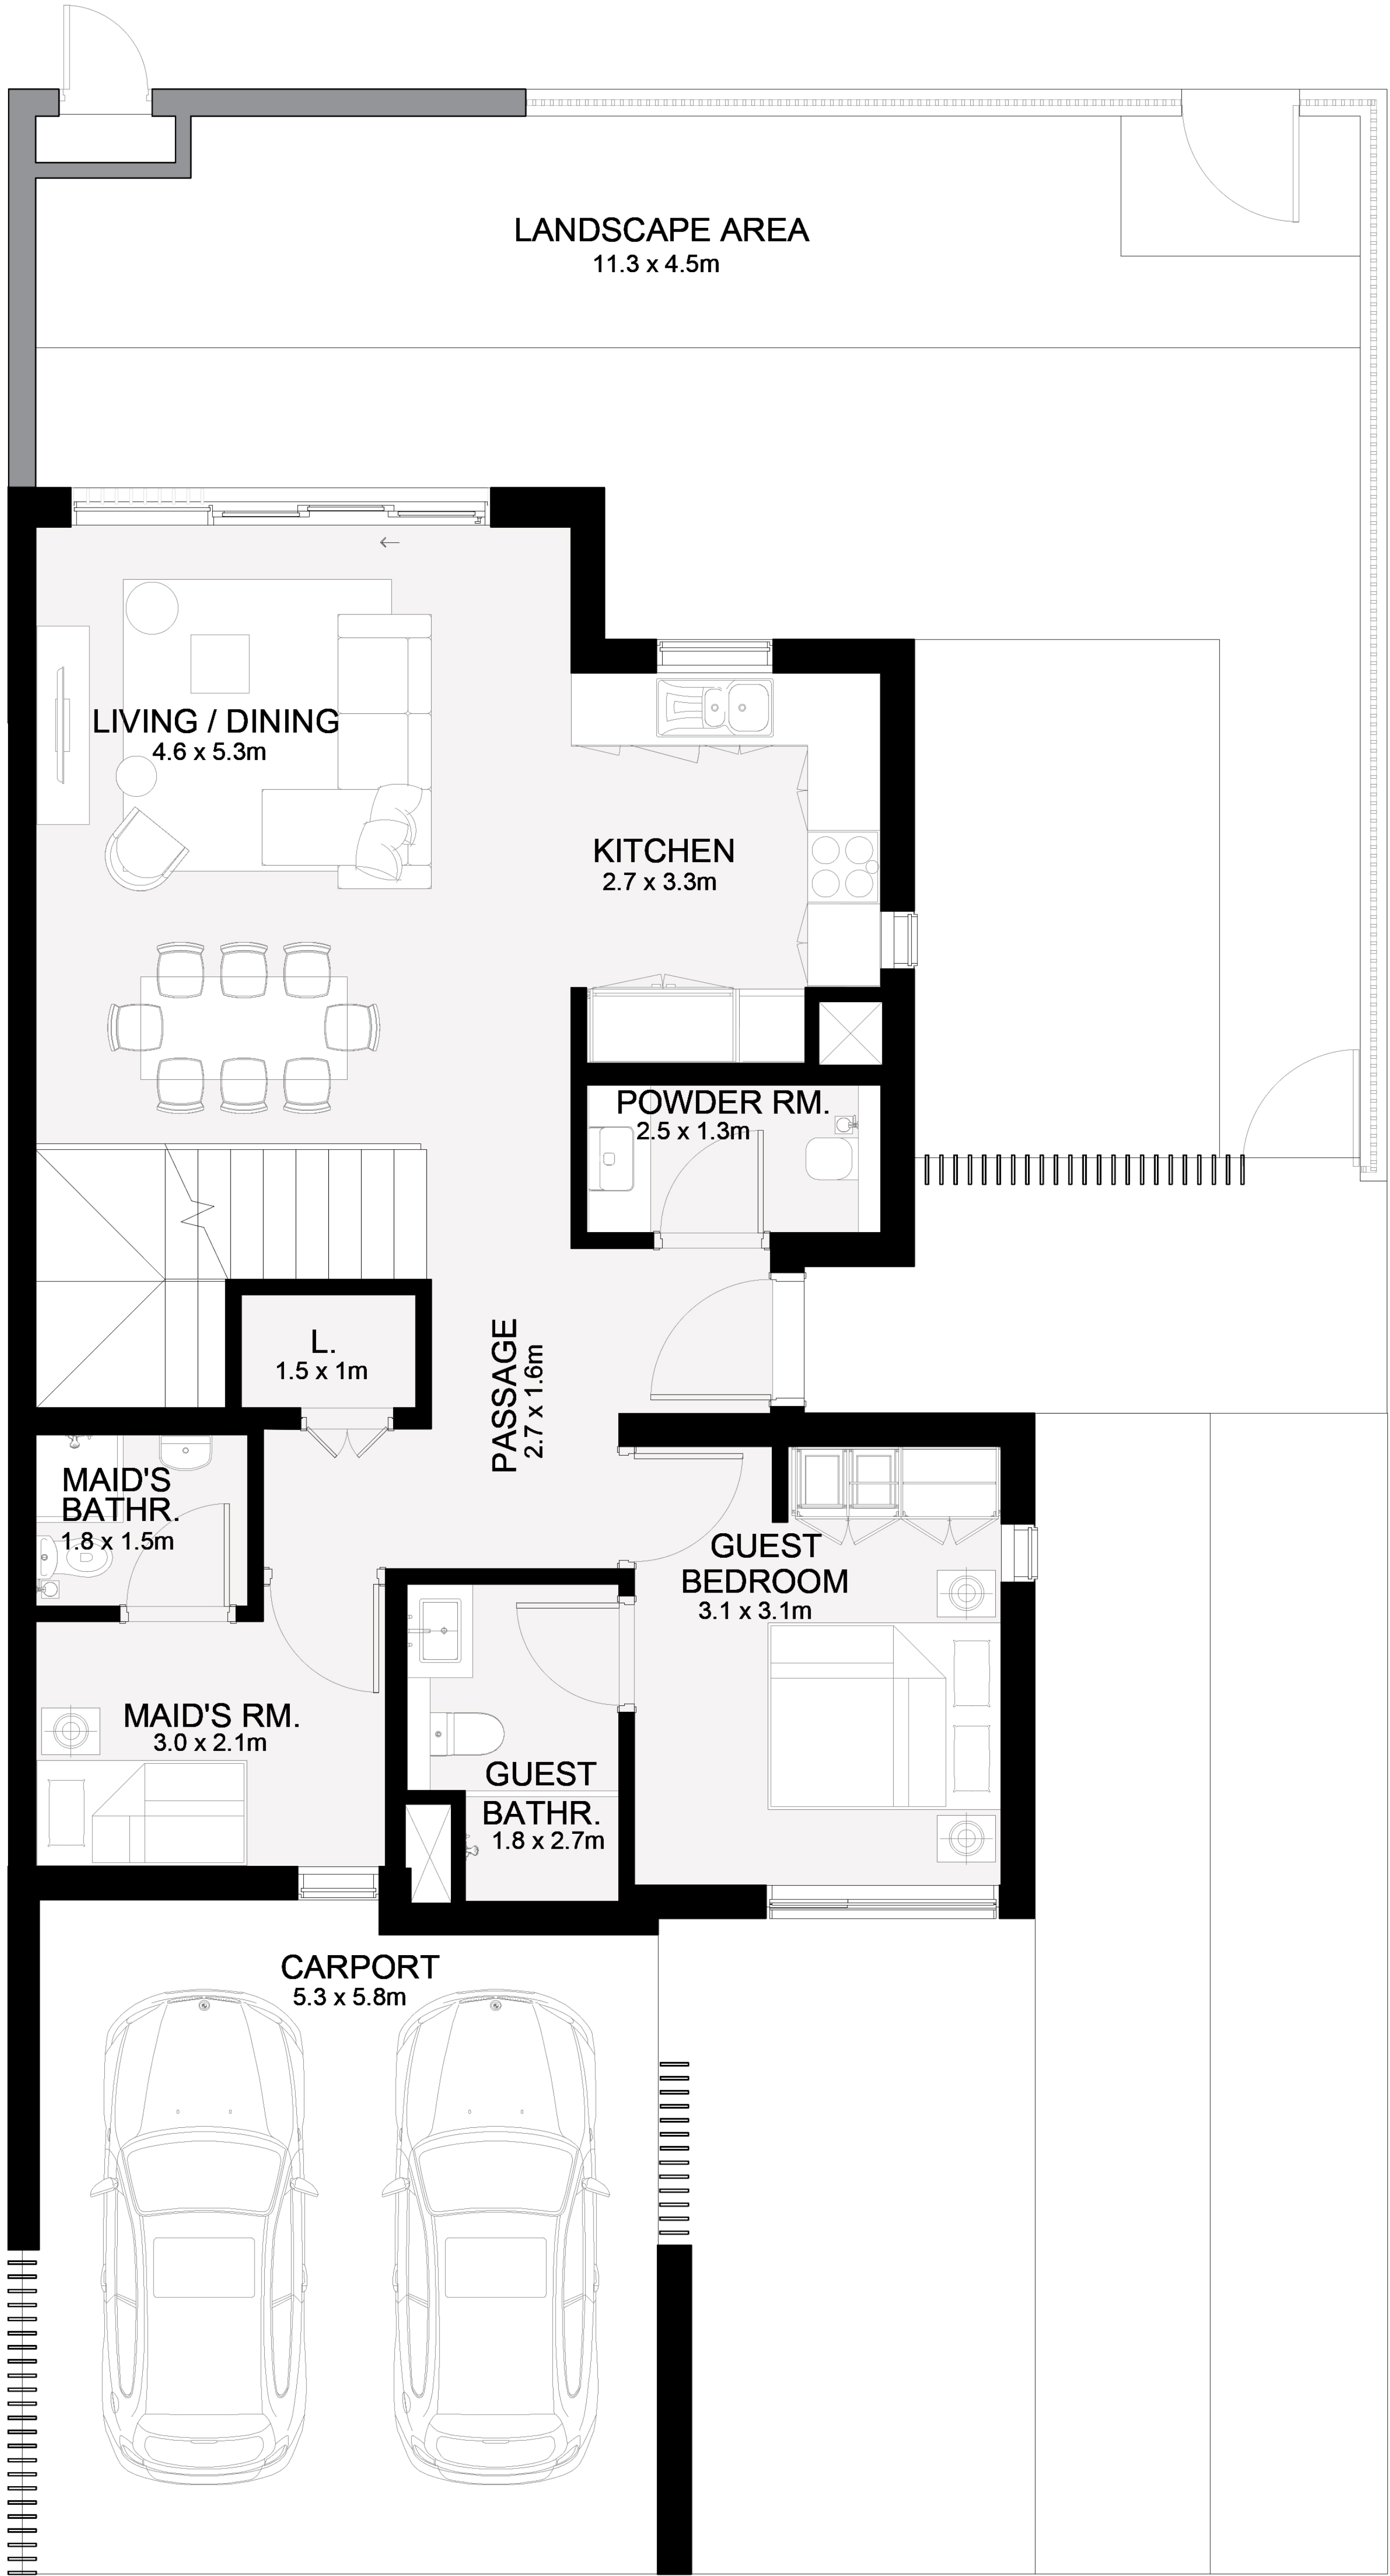 LANDSCAPE AREA
11.3 x 4.5m
LIVING / DINING
4.6 x 5.3m
KITCHEN
2.7 x 3.3m
POWDER RM.
2.5 x 1.3m
L.
1.5 x 1m
PASSAGE
2.7 x 1.6m
MAID'S
BATHR.
1.8 x 1.5m
GUEST
BEDROOM
3.1 x 3.1m
MAID'S RM.
3.0 x 2.1m
GUEST
BATHR.
1.8 x 2.7m
CARPORT
5.3 x 5.8m